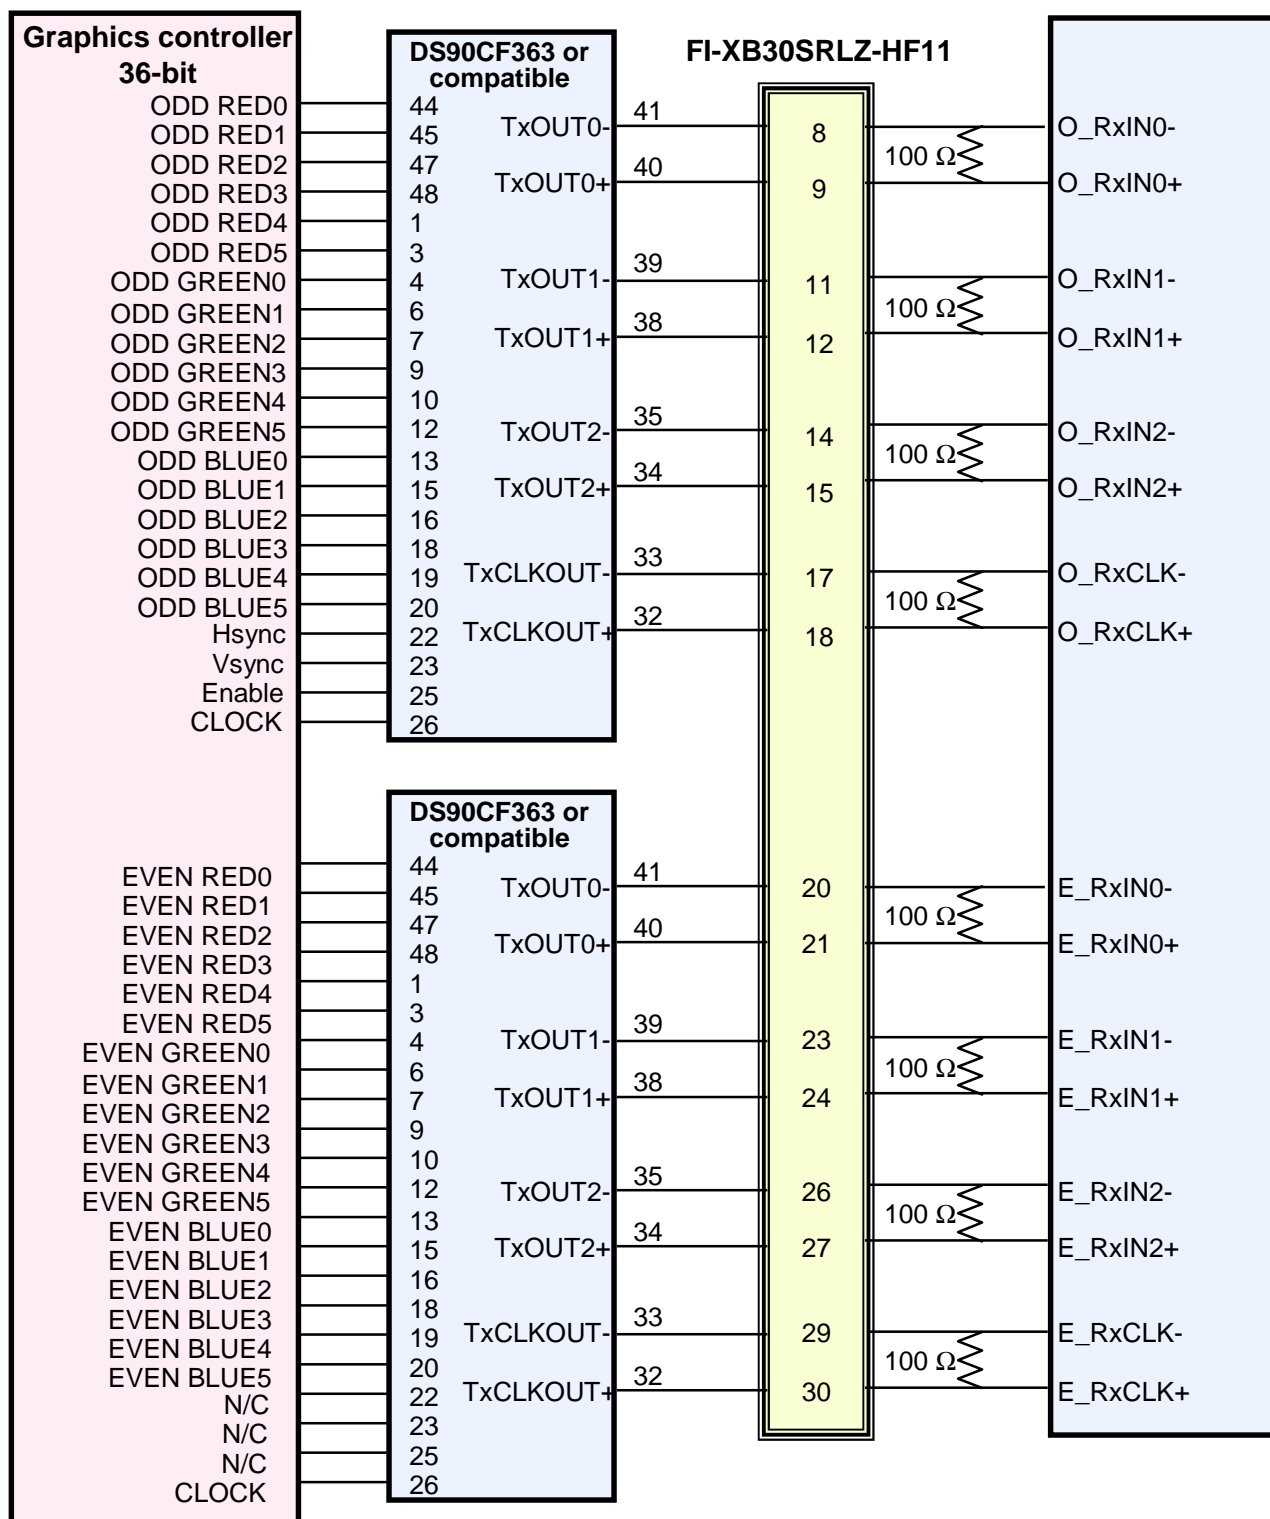 Graphics controller
36-bit
ODD RED0
ODD RED1
ODD RED2
ODD RED3
ODD RED4
ODD RED5
ODD GREEN0
ODD GREEN1
ODD GREEN2
ODD GREEN3
ODD GREEN4
ODD GREEN5
ODD BLUE0
ODD BLUE1
ODD BLUE2
ODD BLUE3
ODD BLUE4
ODD BLUE5
Hsync
Vsync
Enable
CLOCK
EVEN RED0
EVEN RED1
EVEN RED2
EVEN RED3
EVEN RED4
EVEN RED5
EVEN GREEN0
EVEN GREEN1
EVEN GREEN2
EVEN GREEN3
EVEN GREEN4
EVEN GREEN5
EVEN BLUE0
EVEN BLUE1
EVEN BLUE2
EVEN BLUE3
EVEN BLUE4
EVEN BLUE5
N/C
N/C
N/C
CLOCK
DS90CF363 or
compatible
44
45
47
48
1
3
4
6
7
9
10
12
13
15
16
18
19
20
22
23
25
26
TxOUT0- 41
TxOUT0+ 40
TxOUT1- 39
TxOUT1+ 38
TxOUT2- 35
TxOUT2+ 34
TxCLKOUT- 33
TxCLKOUT+ 32
DS90CF363 or
compatible
44
45
47
48
1
3
4
6
7
9
10
12
13
15
16
18
19
20
22
23
25
26
TxOUT0- 41
TxOUT0+ 40
TxOUT1- 39
TxOUT1+ 38
TxOUT2- 35
TxOUT2+ 34
TxCLKOUT- 33
TxCLKOUT+ 32
FI-XB30SRLZ-HF11
8
9
11
12
14
15
17
18
20
21
23
24
26
27
29
30
100 Ω
100 Ω
100 Ω
100 Ω
100 Ω
100 Ω
100 Ω
100 Ω
O_RxIN0-
O_RxIN0+
O_RxIN1-
O_RxIN1+
O_RxIN2-
O_RxIN2+
O_RxCLK-
O_RxCLK+
E_RxIN0-
E_RxIN0+
E_RxIN1-
E_RxIN1+
E_RxIN2-
E_RxIN2+
E_RxCLK-
E_RxCLK+